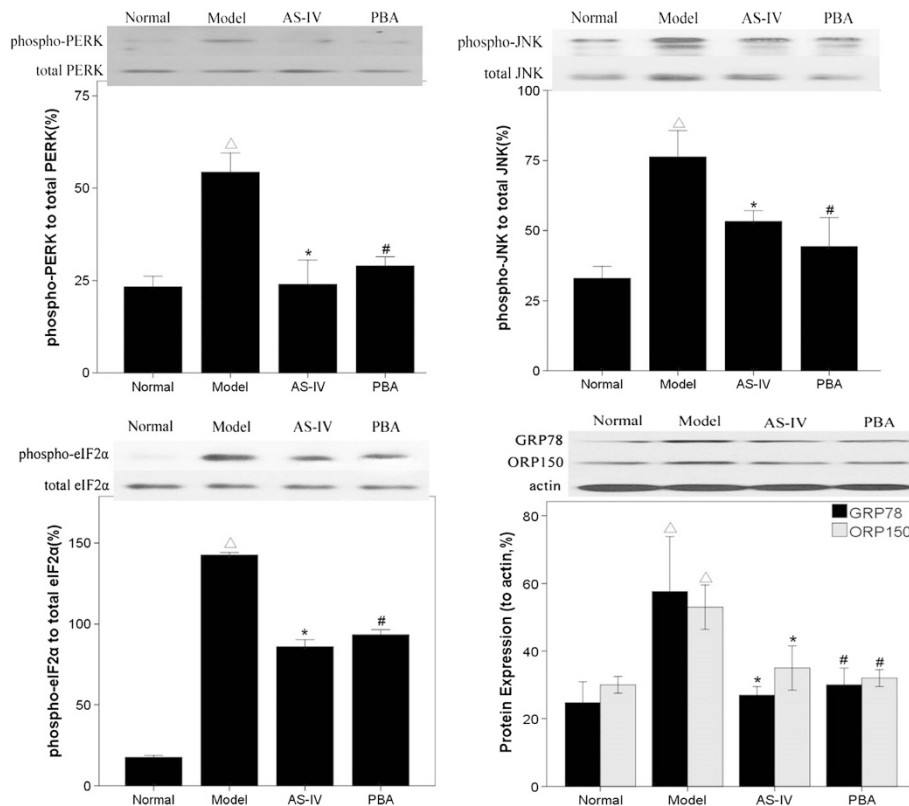 Normal Model AS-IV PBA
phospho-PERK
total PERK
75
50
25
0
phospho-PERK to total PERK(%)
△
*
#
Normal Model AS-IV PBA
Normal Model AS-IV PBA
phospho-JNK
total JNK
100
75
50
25
0
phospho-JNK to total JNK(%)
△
*
#
Normal Model AS-IV PBA
Normal Model AS-IV PBA
phospho-eIF2α
total eIF2α
150
100
50
0
phospho-eIF2α to total eIF2α(%)
△
*
#
Normal Model AS-IV PBA
Normal Model AS-IV PBA
GRP78
ORP150
actin
80
60
40
20
0
Protein Expression (to actin,%)
GRP78
ORP150
△
△
*
*
#
#
Normal Model AS-IV PBA